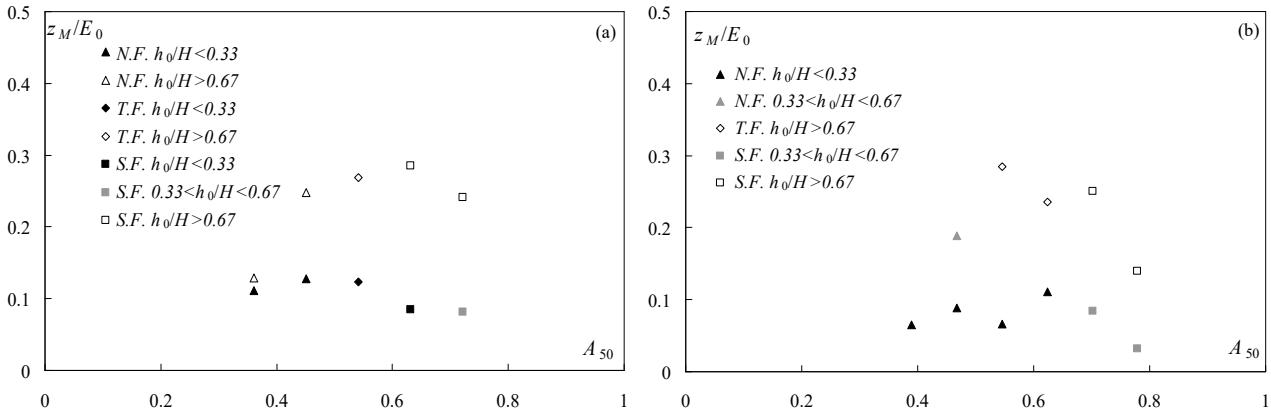 0.5
z_M/E_0
(a)
N.F. h_0/H<0.33
N.F. h_0/H>0.67
T.F. h_0/H<0.33
T.F. h_0/H>0.67
S.F. h_0/H<0.33
S.F. 0.33<h_0/H<0.67
S.F. h_0/H>0.67
0.4
0.3
0.2
0.1
0
A_50
0 0.2 0.4 0.6 0.8 1
0.5
z_M/E_0
(b)
N.F. h_0/H<0.33
N.F. 0.33<h_0/H<0.67
T.F. h_0/H>0.67
S.F. 0.33<h_0/H<0.67
S.F. h_0/H>0.67
0.4
0.3
0.2
0.1
0
A_50
0 0.2 0.4 0.6 0.8 1